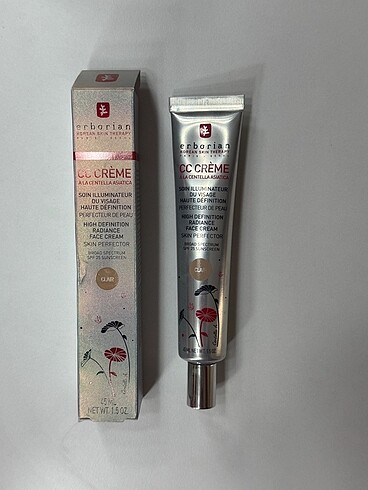 erborian
KOREAN SKIN THERAPY
CC CRÈME
À LA CENTELLA ASIATICA
SOIN ILLUMINATEUR
DU VISAGE
HAUTE DÉFINITION
PERFECTEUR DE PEAU
HIGH DEFINITION
RADIANCE
FACE CREAM
SKIN PERFECTOR
BROAD SPECTRUM
SPF 25 SUNSCREEN
CLAIR
45 mL
NET WT. 1.5 OZ.
erborian
KOREAN SKIN THERAPY
CC CRÈME
À LA CENTELLA ASIATICA
SOIN ILLUMINATEUR
DU VISAGE
HAUTE DÉFINITION
PERFECTEUR DE PEAU
HIGH DEFINITION
RADIANCE
FACE CREAM
SKIN PERFECTOR
BROAD SPECTRUM
SPF 25 SUNSCREEN
CLAIR